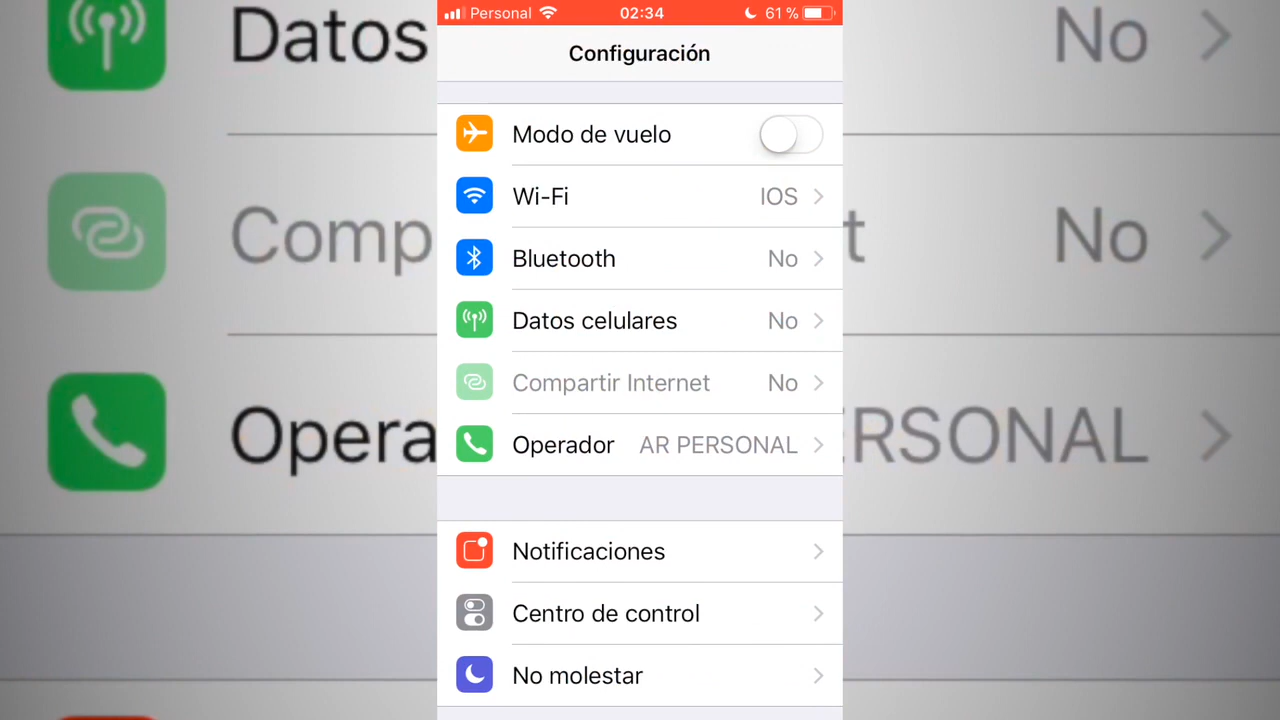 Personal 02:34 61 %
Configuración
Modo de vuelo
Wi-Fi IOS
Bluetooth No
Datos celulares No
Compartir Internet No
Operador AR PERSONAL
Notificaciones
Centro de control
No molestar
Datos No
Comp t No
Opera ERSONAL